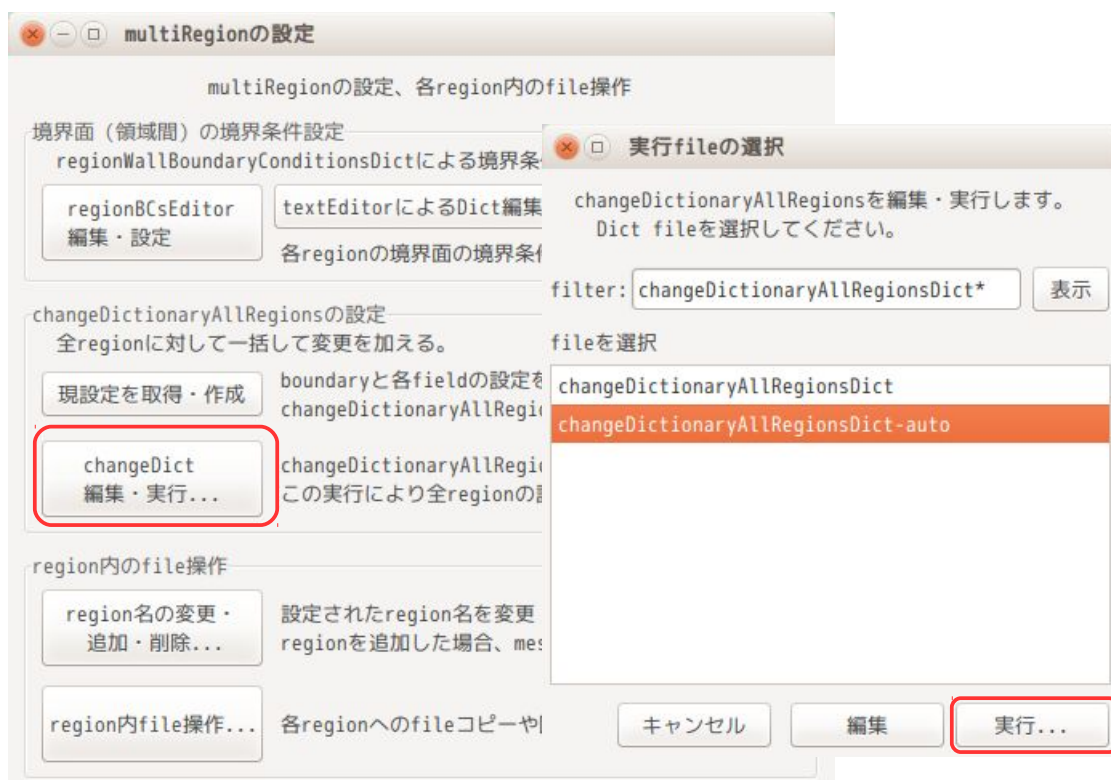 multiRegionの設定
multiRegionの設定、各region内のfile操作
境界面（領域間）の境界条件設定
regionWallBoundaryConditionsDictによる境界条
regionBCsEditor
編集・設定
textEditorによるDict編集
各regionの境界面の境界条
changeDictionaryAllRegionsの設定
全regionに対して一括して変更を加える。
現設定を取得・作成
boundaryと各fieldの設定を
changeDictionaryAllRegi
changeDict
編集・実行...
changeDictionaryAllRegi
この実行により全regionの
region内のfile操作
region名の変更・
追加・削除...
設定されたregion名を変更
regionを追加した場合、mes
region内file操作...
各regionへのfileコピーや
実行fileの選択
changeDictionaryAllRegionsを編集・実行します。
Dict fileを選択してください。
filter:
changeDictionaryAllRegionsDict*
表示
fileを選択
changeDictionaryAllRegionsDict
changeDictionaryAllRegionsDict-auto
キャンセル
編集
実行...